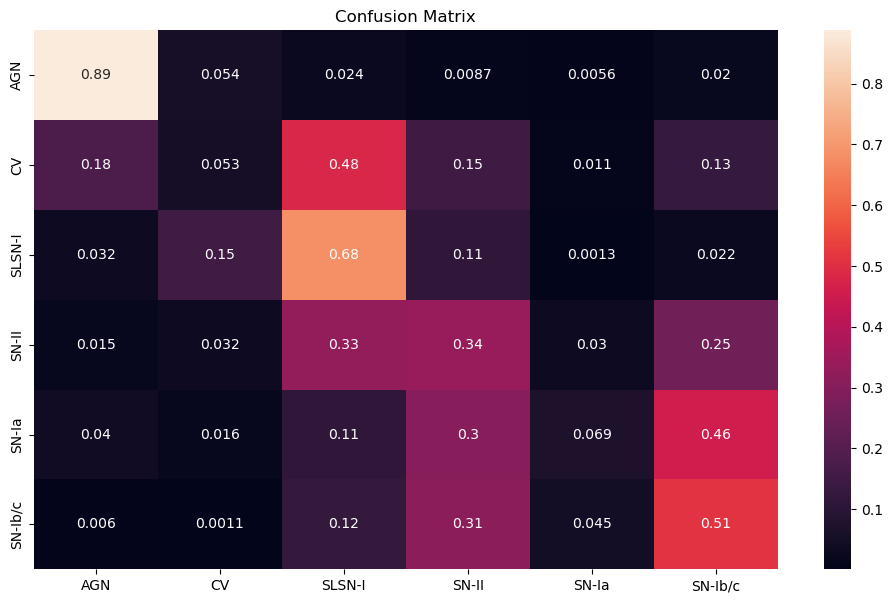 Confusion Matrix
AGN 0.89 0.054 0.024 0.0087 0.0056 0.02
CV 0.18 0.053 0.48 0.15 0.011 0.13
SLSN-I 0.032 0.15 0.68 0.11 0.0013 0.022
SN-II 0.015 0.032 0.33 0.34 0.03 0.25
SN-Ia 0.04 0.016 0.11 0.3 0.069 0.46
SN-Ib/c 0.006 0.0011 0.12 0.31 0.045 0.51
AGN CV SLSN-I SN-II SN-Ia SN-Ib/c
0.8
0.7
0.6
0.5
0.4
0.3
0.2
0.1